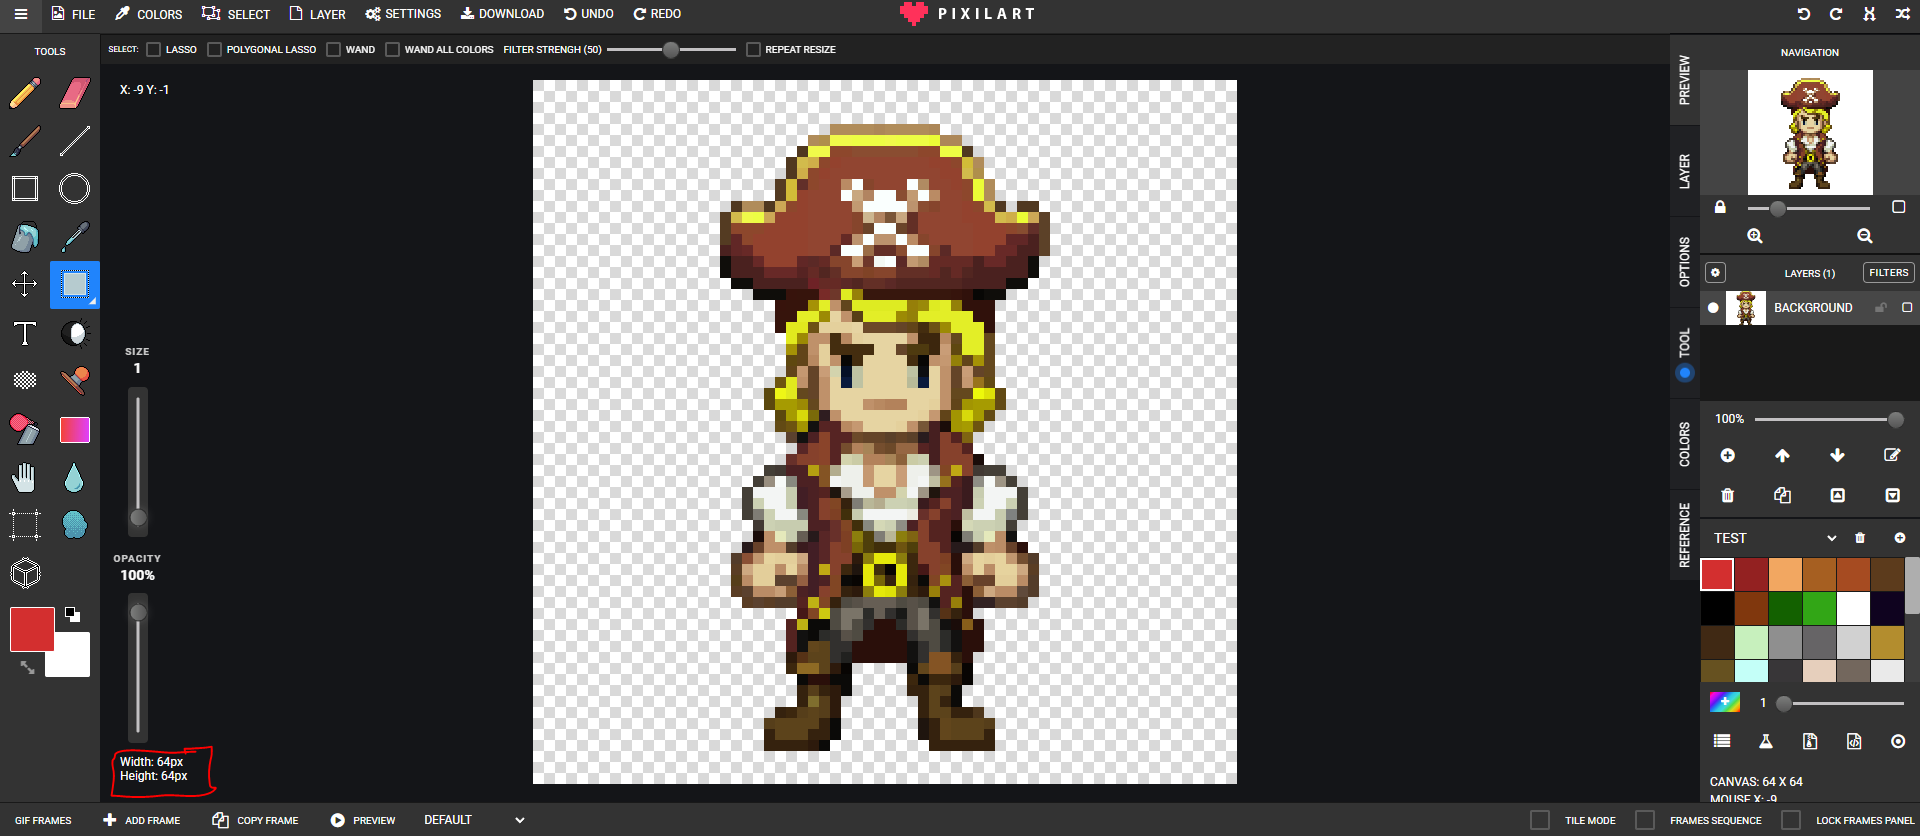 FILE
COLORS
SELECT
LAYER
SETTINGS
DOWNLOAD
UNDO
REDO
PIXILART
TOOLS
SELECT:
LASSO
POLYGONAL LASSO
WAND
WAND ALL COLORS
FILTER STRENGH (50)
REPEAT RESIZE
X: -9 Y: -1
SIZE
1
OPACITY
100%
Width: 64px
Height: 64px
PREVIEW
LAYER
OPTIONS
TOOL
COLORS
REFERENCE
NAVIGATION
LAYERS (1)
FILTERS
BACKGROUND
100%
TEST
1
CANVAS: 64 X 64
MOUSE X: -9
GIF FRAMES
ADD FRAME
COPY FRAME
PREVIEW
DEFAULT
TILE MODE
FRAMES SEQUENCE
LOCK FRAMES PANEL